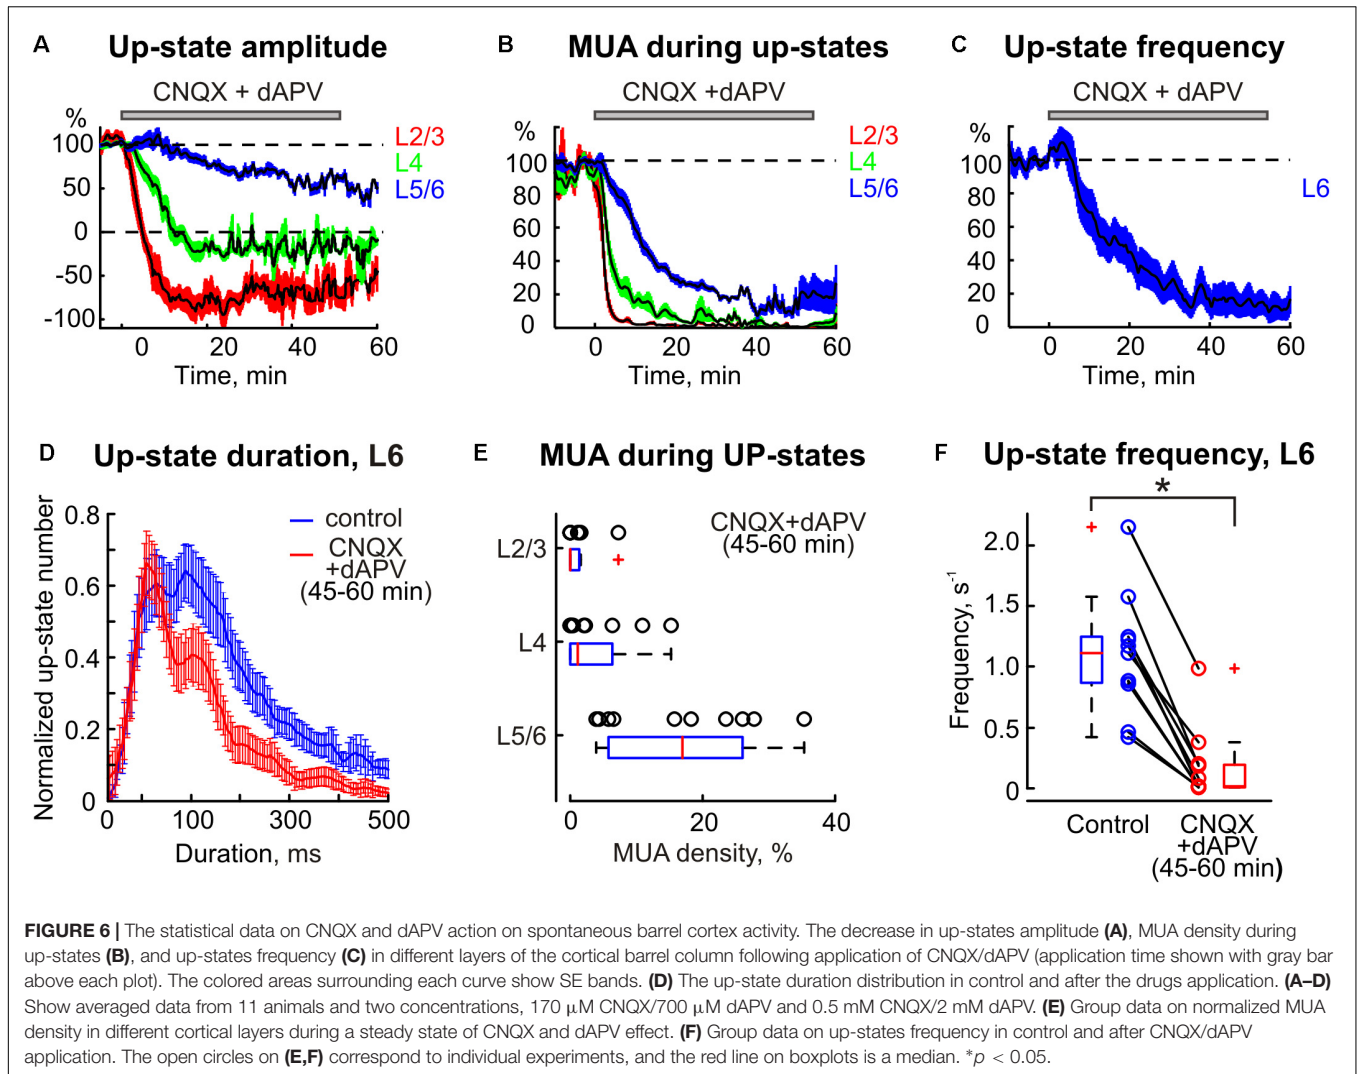 A Up-state amplitude
CNQX + dAPV
%
100
50
0
-50
-100
L2/3
L4
L5/6
0 20 40 60
Time, min
B MUA during up-states
CNQX +dAPV
%
100
80
60
40
20
0
L2/3
L4
L5/6
0 20 40 60
Time, min
C Up-state frequency
CNQX + dAPV
%
100
80
60
40
20
0
L6
0 20 40 60
Time, min
D Up-state duration, L6
Normalized up-state number
0.8
0.6
0.4
0.2
0
control
CNQX
+dAPV
(45-60 min)
0 100 300 500
Duration, ms
E MUA during UP-states
CNQX+dAPV
(45-60 min)
L2/3
L4
L5/6
0 20 40
MUA density, %
F Up-state frequency, L6
*
Frequency, s-1
2.0
1.5
1.0
0.5
0
Control
CNQX
+dAPV
(45-60 min)
FIGURE 6 | The statistical data on CNQX and dAPV action on spontaneous barrel cortex activity. The decrease in up-states amplitude (A), MUA density during
up-states (B), and up-states frequency (C) in different layers of the cortical barrel column following application of CNQX/dAPV (application time shown with gray bar
above each plot). The colored areas surrounding each curve show SE bands. (D) The up-state duration distribution in control and after the drugs application. (A–D)
Show averaged data from 11 animals and two concentrations, 170 μM CNQX/700 μM dAPV and 0.5 mM CNQX/2 mM dAPV. (E) Group data on normalized MUA
density in different cortical layers during a steady state of CNQX and dAPV effect. (F) Group data on up-states frequency in control and after CNQX/dAPV
application. The open circles on (E,F) correspond to individual experiments, and the red line on boxplots is a median. *p < 0.05.